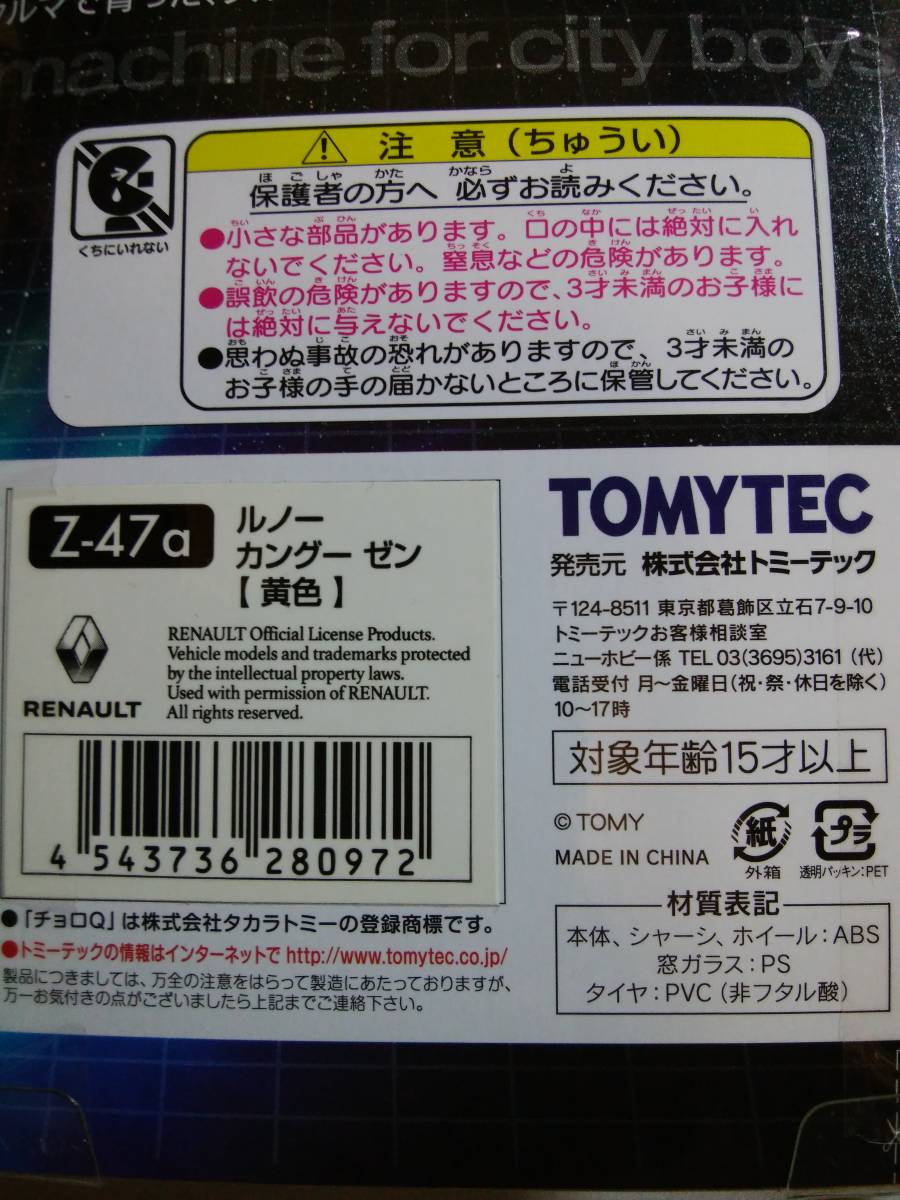 machine for city boys
注意(ちゅうい)
保護者の方へ 必ずお読みください。
●小さな部品があります。口の中には絶対に入れ
ないでください。窒息などの危険があります。
●誤飲の危険がありますので、3才未満のお子様に
は絶対に与えないでください。
●思わぬ事故の恐れがありますので、3才未満の
お子様の手の届かないところに保管してください。
くちにいれない
Z-47a
ルノー
カングー ゼン
【黄色】
RENAULT
RENAULT Official License Products.
Vehicle models and trademarks protected
by the intellectual property laws.
Used with permission of RENAULT.
All rights reserved.
4 543736 280972
●「チョロQ」は株式会社タカラトミーの登録商標です。
●トミーテックの情報はインターネットで http://www.tomytec.co.jp/
製品につきましては、万全の注意をはらって製造にあたっておりますが、
万一お気付きの点がございましたら上記までご連絡下さい。
TOMYTEC
発売元 株式会社トミーテック
〒124-8511 東京都葛飾区立石7-9-10
トミーテックお客様相談室
ニューホビー係 TEL 03(3695)3161 (代)
電話受付 月〜金曜日(祝・祭・休日を除く)
10〜17時
対象年齢15才以上
© TOMY
MADE IN CHINA
紙
外箱
プラ
透明パッキン:PET
材質表記
本体、シャーシ、ホイール:ABS
窓ガラス:PS
タイヤ:PVC (非フタル酸)